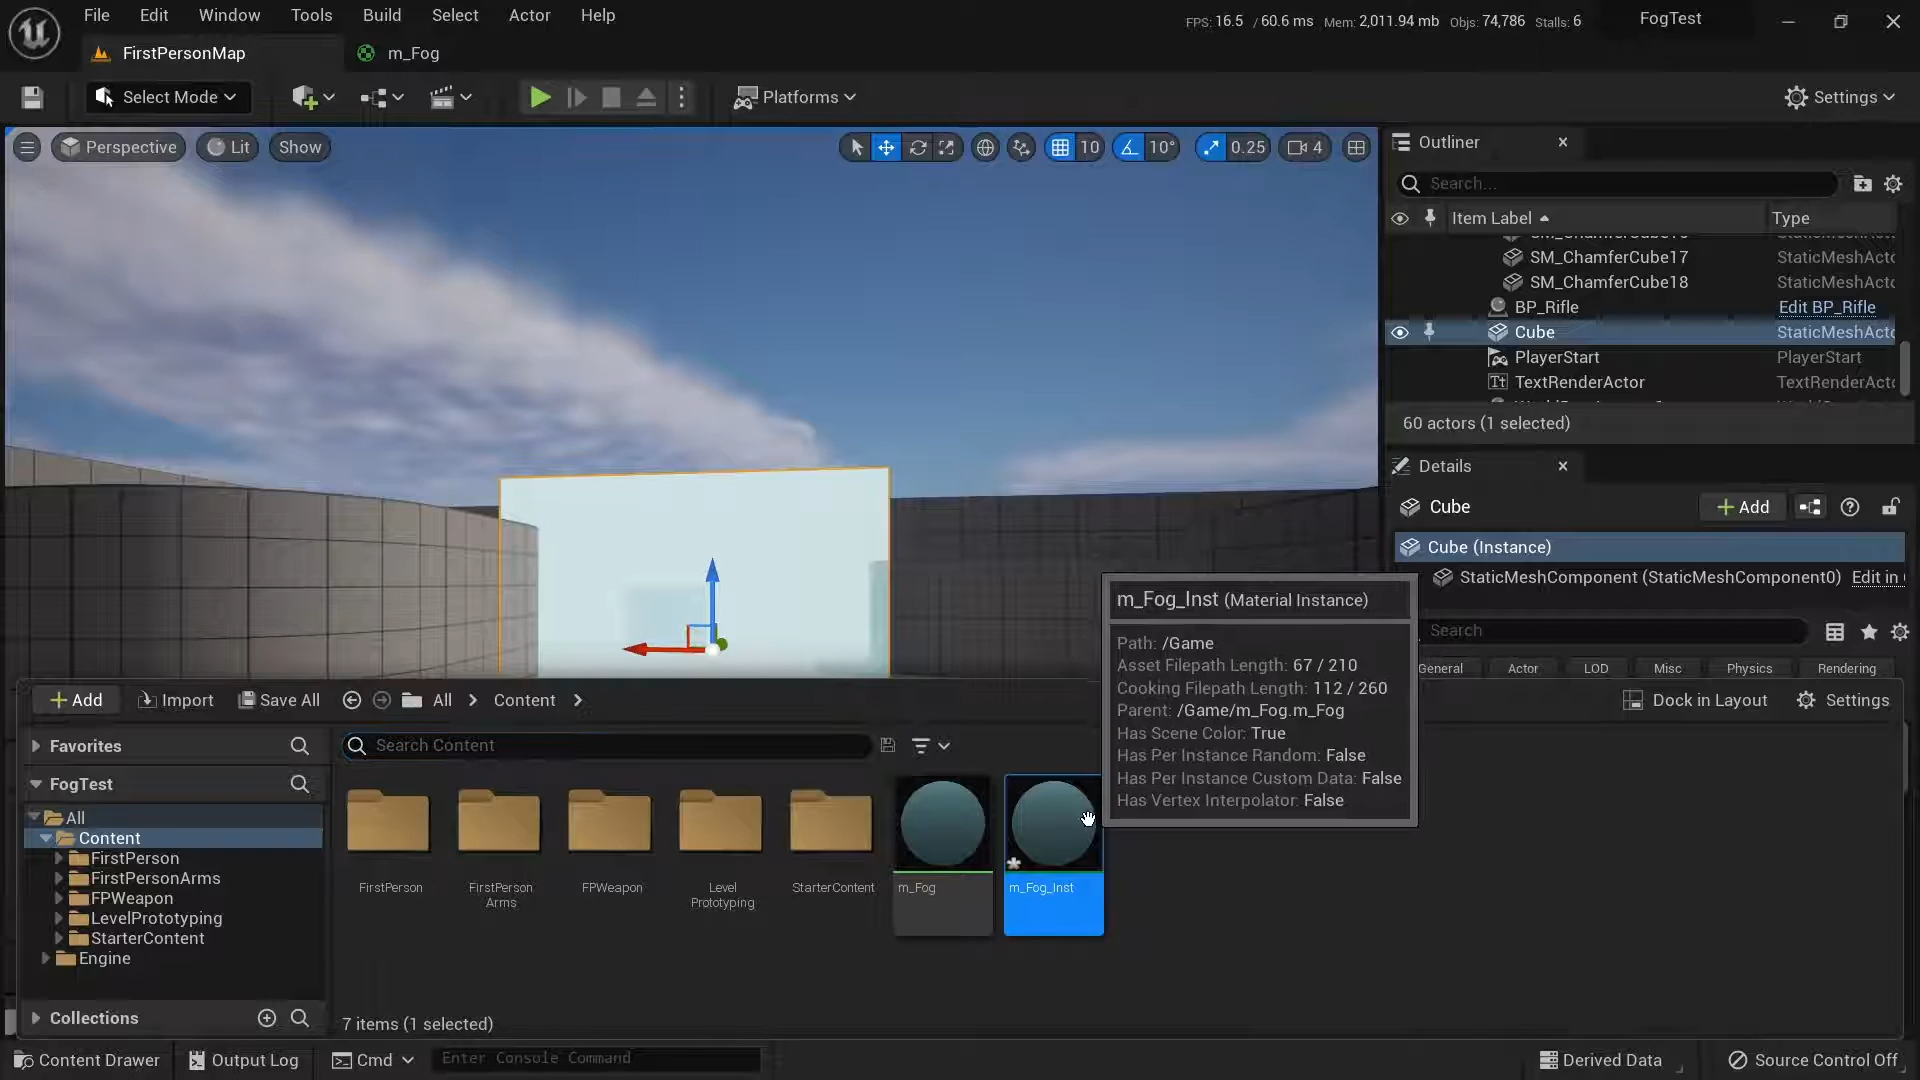 File Edit Window Tools Build Select Actor Help
FPS: 16.5 / 60.6 ms Mem: 2,011.94 mb Objs: 74,786 Stalls: 6
FogTest
FirstPersonMap
m_Fog
Select Mode
Platforms
Settings
Perspective
Lit
Show
10
10°
0.25
4
Outliner
Search...
Item Label
Type
SM_ChamferCube17 StaticMeshActo
SM_ChamferCube18 StaticMeshActo
BP_Rifle Edit BP_Rifle
Cube StaticMeshActo
PlayerStart PlayerStart
TextRenderActor TextRenderActo
60 actors (1 selected)
Details
Cube
Add
Cube (Instance)
StaticMeshComponent (StaticMeshComponent0) Edit in
Search
General Actor LOD Misc Physics Rendering
m_Fog_Inst (Material Instance)
Path: /Game
Asset Filepath Length: 67 / 210
Cooking Filepath Length: 112 / 260
Parent: /Game/m_Fog.m_Fog
Has Scene Color: True
Has Per Instance Random: False
Has Per Instance Custom Data: False
Has Vertex Interpolator: False
Add Import Save All All Content
Dock in Layout Settings
Favorites
Search Content
FogTest
All
Content
FirstPerson
FirstPersonArms
FPWeapon
LevelPrototyping
StarterContent
Engine
Collections
FirstPerson
FirstPerson
Arms
FPWeapon
Level
Prototyping
StarterContent
m_Fog
m_Fog_Inst
7 items (1 selected)
Content Drawer Output Log Cmd Enter Console Command
Derived Data Source Control Off